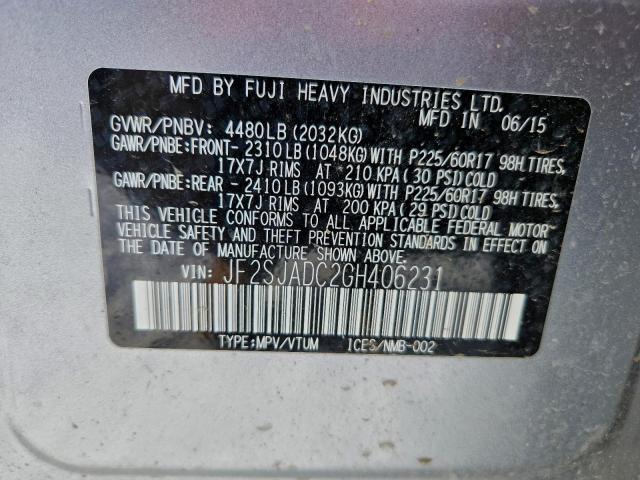 MFD BY FUJI HEAVY INDUSTRIES LTD.
MFD IN 06/15
GVWR/PNBV: 4480LB (2032KG)
GAWR/PNBE:FRONT- 2310LB (1048KG) WITH P225/60R17 98H TIRES,
17X7J RIMS AT 210 KPA (30 PSI) COLD
GAWR/PNBE:REAR - 2410LB (1093KG) WITH P225/60R17 98H TIRES,
17X7J RIMS AT 200 KPA (29 PSI) COLD
THIS VEHICLE CONFORMS TO ALL APPLICABLE FEDERAL MOTOR
VEHICLE SAFETY AND THEFT PREVENTION STANDARDS IN EFFECT ON
THE DATE OF MANUFACTURE SHOWN ABOVE.
VIN: JF2SJADC2GH406231
TYPE:MPV/VTUM ICES/NMB-002